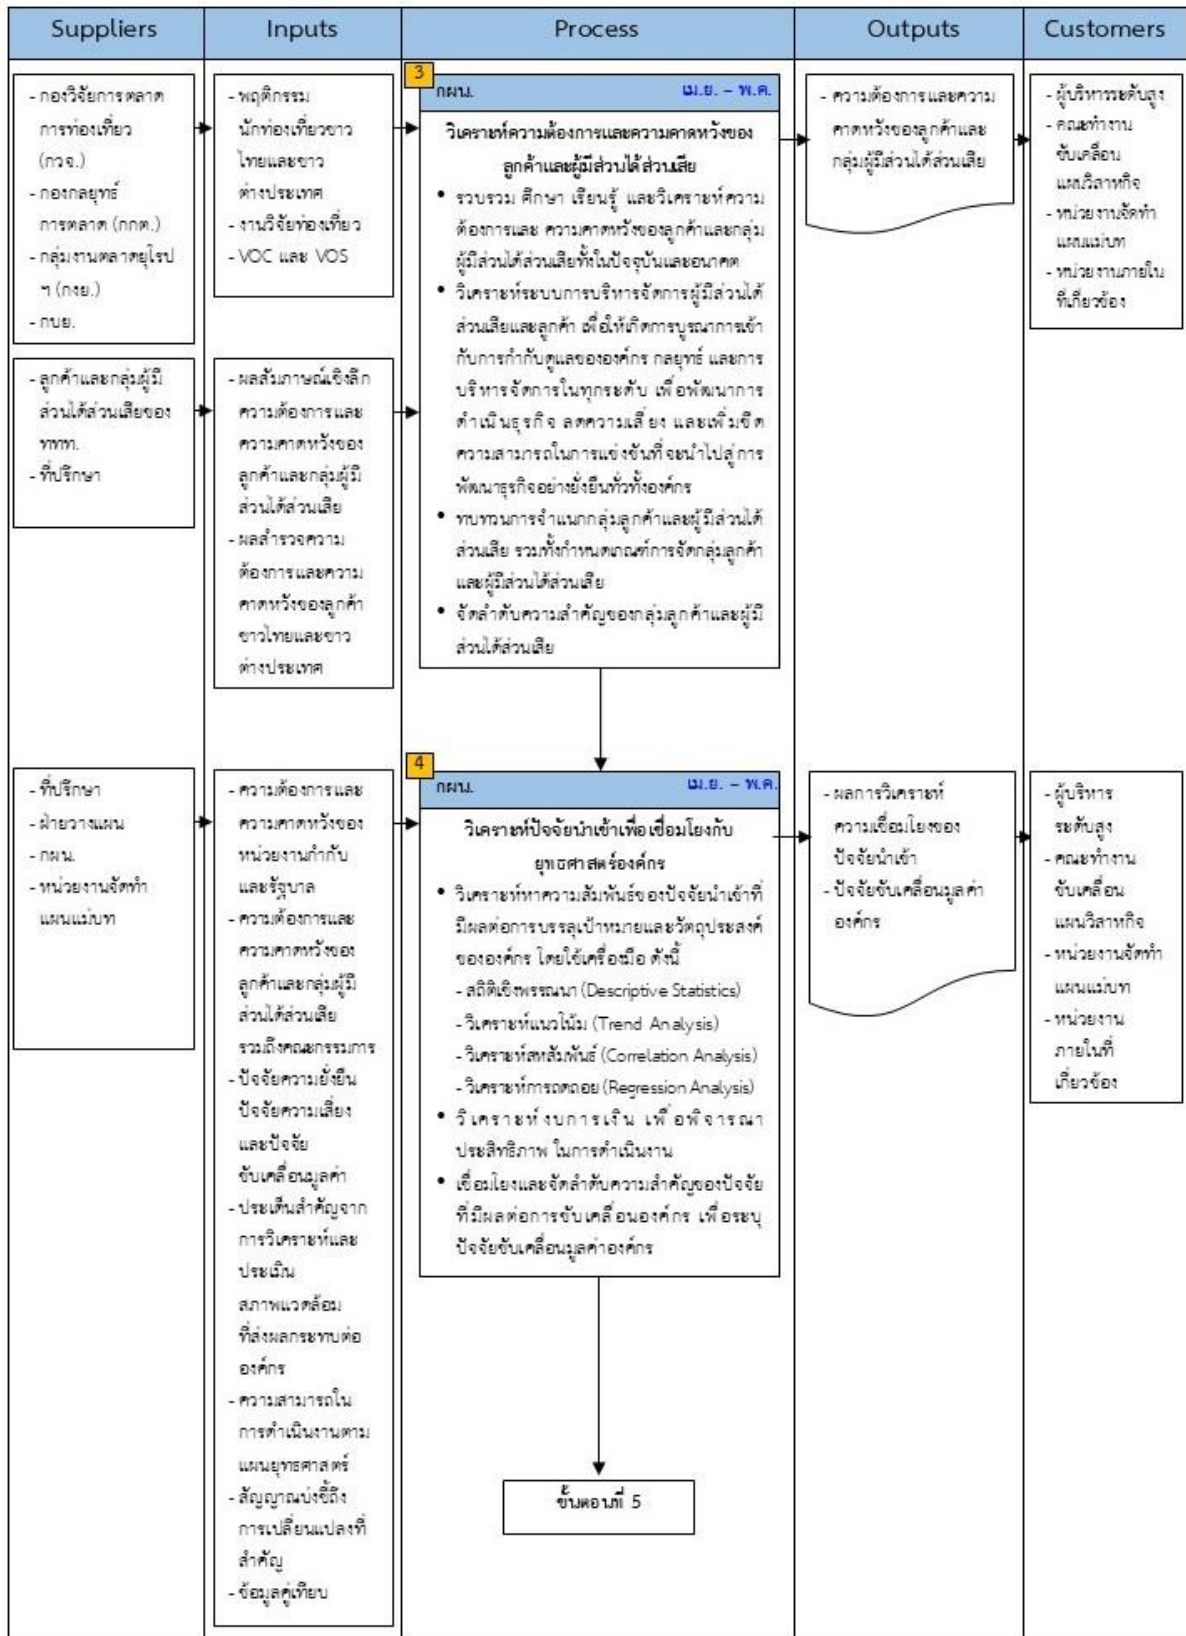 Suppliers
Inputs
Process
Outputs
Customers
- กองวิจัยการตลาด
การท่องเที่ยว
(กวจ.)
- กองกลยุทธ์
การตลาด (กกต.)
- กลุ่มงานตลาดยุโรป
ฯ (กงย.)
- กบย.
- พฤติกรรม
นักท่องเที่ยวชาว
ไทยและชาว
ต่างประเทศ
- งานวิจัยท่องเที่ยว
- VOC และ VOS
- ลูกค้าและกลุ่มผู้มี
ส่วนได้ส่วนเสียของ
ททท.
- ที่ปรึกษา
- ผลสัมภาษณ์เชิงลึก
ความต้องการและ
ความคาดหวังของ
ลูกค้าและกลุ่มผู้มี
ส่วนได้ส่วนเสีย
- ผลสำรวจความ
ต้องการและความ
คาดหวังของลูกค้า
ชาวไทยและชาว
ต่างประเทศ
3
กผน.
เม.ย. – พ.ค.
วิเคราะห์ความต้องการและความคาดหวังของ
ลูกค้าและผู้มีส่วนได้ส่วนเสีย
• รวบรวม ศึกษา เรียนรู้ และวิเคราะห์ความ
ต้องการและ ความคาดหวังของลูกค้าและกลุ่ม
ผู้มีส่วนได้ส่วนเสียทั้งในปัจจุบันและอนาคต
• วิเคราะห์ระบบการบริหารจัดการผู้มีส่วนได้
ส่วนเสียและลูกค้า เพื่อให้เกิดการบูรณาการเข้า
กับการกำกับดูแลขององค์กร กลยุทธ์ และการ
บริหารจัดการในทุกระดับ เพื่อพัฒนาการ
ดำเนินธุรกิจ ลดความเสี่ยง และเพิ่มขีด
ความสามารถในการแข่งขันที่จะนำไปสู่การ
พัฒนาธุรกิจอย่างยั่งยืนทั่วทั้งองค์กร
• ทบทวนการจำแนกกลุ่มลูกค้าและผู้มีส่วนได้
ส่วนเสีย รวมทั้งกำหนดเกณฑ์การจัดกลุ่มลูกค้า
และผู้มีส่วนได้ส่วนเสีย
• จัดลำดับความสำคัญของกลุ่มลูกค้าและผู้มี
ส่วนได้ส่วนเสีย
- ความต้องการและความ
คาดหวังของลูกค้าและ
กลุ่มผู้มีส่วนได้ส่วนเสีย
- ผู้บริหารระดับสูง
- คณะทำงาน
ขับเคลื่อน
แผนวิสาหกิจ
- หน่วยงานจัดทำ
แผนแม่บท
- หน่วยงานภายใน
ที่เกี่ยวข้อง
- ที่ปรึกษา
- ฝ่ายวางแผน
- กผน.
- หน่วยงานจัดทำ
แผนแม่บท
- ความต้องการและ
ความคาดหวังของ
หน่วยงานกำกับ
และรัฐบาล
- ความต้องการและ
ความคาดหวังของ
ลูกค้าและกลุ่มผู้มี
ส่วนได้ส่วนเสีย
รวมถึงคณะกรรมการ
- ปัจจัยความยั่งยืน
ปัจจัยความเสี่ยง
และปัจจัย
ขับเคลื่อนมูลค่า
- ประเด็นสำคัญจาก
การวิเคราะห์และ
ประเมิน
สภาพแวดล้อม
ที่ส่งผลกระทบต่อ
องค์กร
- ความสามารถใน
การดำเนินงานตาม
แผนยุทธศาสตร์
- สัญญาณบ่งชี้ถึง
การเปลี่ยนแปลงที่
สำคัญ
- ข้อมูลคู่เทียบ
4
กผน.
เม.ย. – พ.ค.
วิเคราะห์ปัจจัยนำเข้าเพื่อเชื่อมโยงกับ
ยุทธศาสตร์องค์กร
• วิเคราะห์หาความสัมพันธ์ของปัจจัยนำเข้าที่
มีผลต่อการบรรลุเป้าหมายและวัตถุประสงค์
ขององค์กร โดยใช้เครื่องมือ ดังนี้
- สถิติเชิงพรรณนา (Descriptive Statistics)
- วิเคราะห์แนวโน้ม (Trend Analysis)
- วิเคราะห์สหสัมพันธ์ (Correlation Analysis)
- วิเคราะห์การถดถอย (Regression Analysis)
• วิเคราะห์งบการเงิน เพื่อพิจารณา
ประสิทธิภาพ ในการดำเนินงาน
• เชื่อมโยงและจัดลำดับความสำคัญของปัจจัย
ที่มีผลต่อการขับเคลื่อนองค์กร เพื่อระบุ
ปัจจัยขับเคลื่อนมูลค่าองค์กร
- ผลการวิเคราะห์
ความเชื่อมโยงของ
ปัจจัยนำเข้า
- ปัจจัยขับเคลื่อนมูลค่า
องค์กร
- ผู้บริหาร
ระดับสูง
- คณะทำงาน
ขับเคลื่อน
แผนวิสาหกิจ
- หน่วยงานจัดทำ
แผนแม่บท
- หน่วยงาน
ภายในที่
เกี่ยวข้อง
ขั้นตอนที่ 5